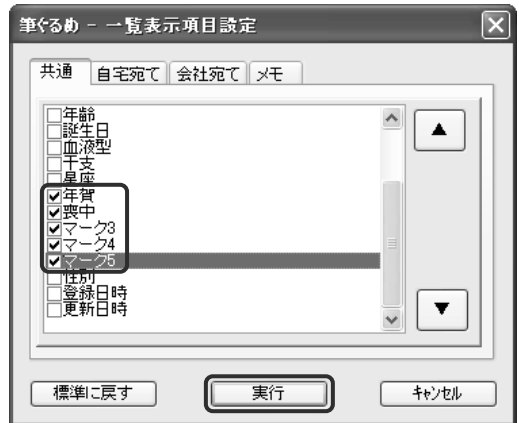 筆ぐるめ - 一覧表示項目設定
共通 自宅宛て 会社宛て メモ
年齢
誕生日
血液型
干支
星座
年賀
喪中
マーク3
マーク4
マーク5
性別
登録日時
更新日時
標準に戻す 実行 キャンセル